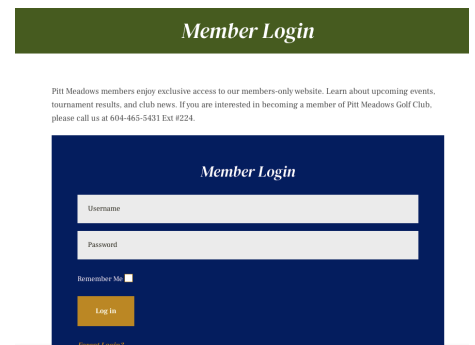 Member Login
Pitt Meadows members enjoy exclusive access to our members-only website. Learn about upcoming events,
tournament results, and club news. If you are interested in becoming a member of Pitt Meadows Golf Club,
please call us at 604-465-5431 Ext #224.
Member Login
Username
Password
Remember Me
Log in
Forgot Login?